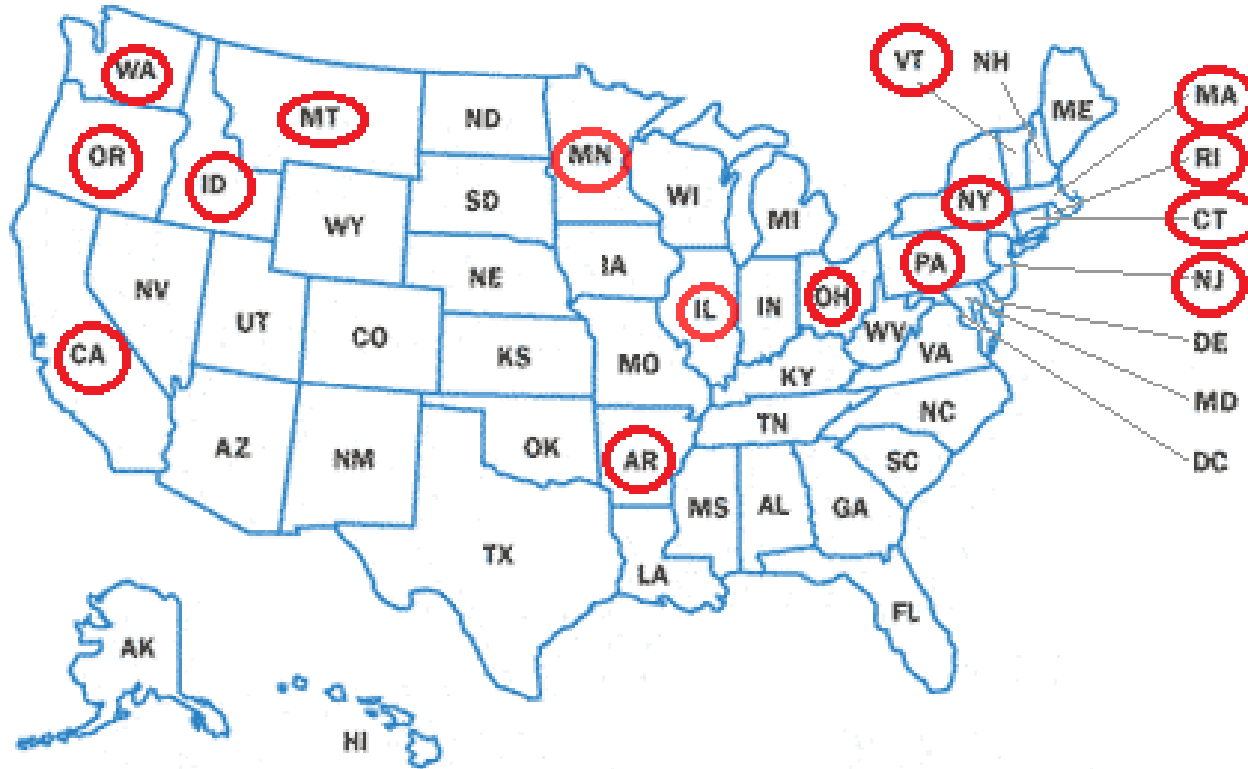 VT NH
WA MA
MT ND ME
OR MN RI
ID SD WI NY CT
WY MI
NV NE IA PA NJ
UT CO IL IN OH
CA KS MO WV VA DE
KY
MD
AZ NM OK AR TN NC
SC DC
MS AL GA
TX LA
FL
AK
HI